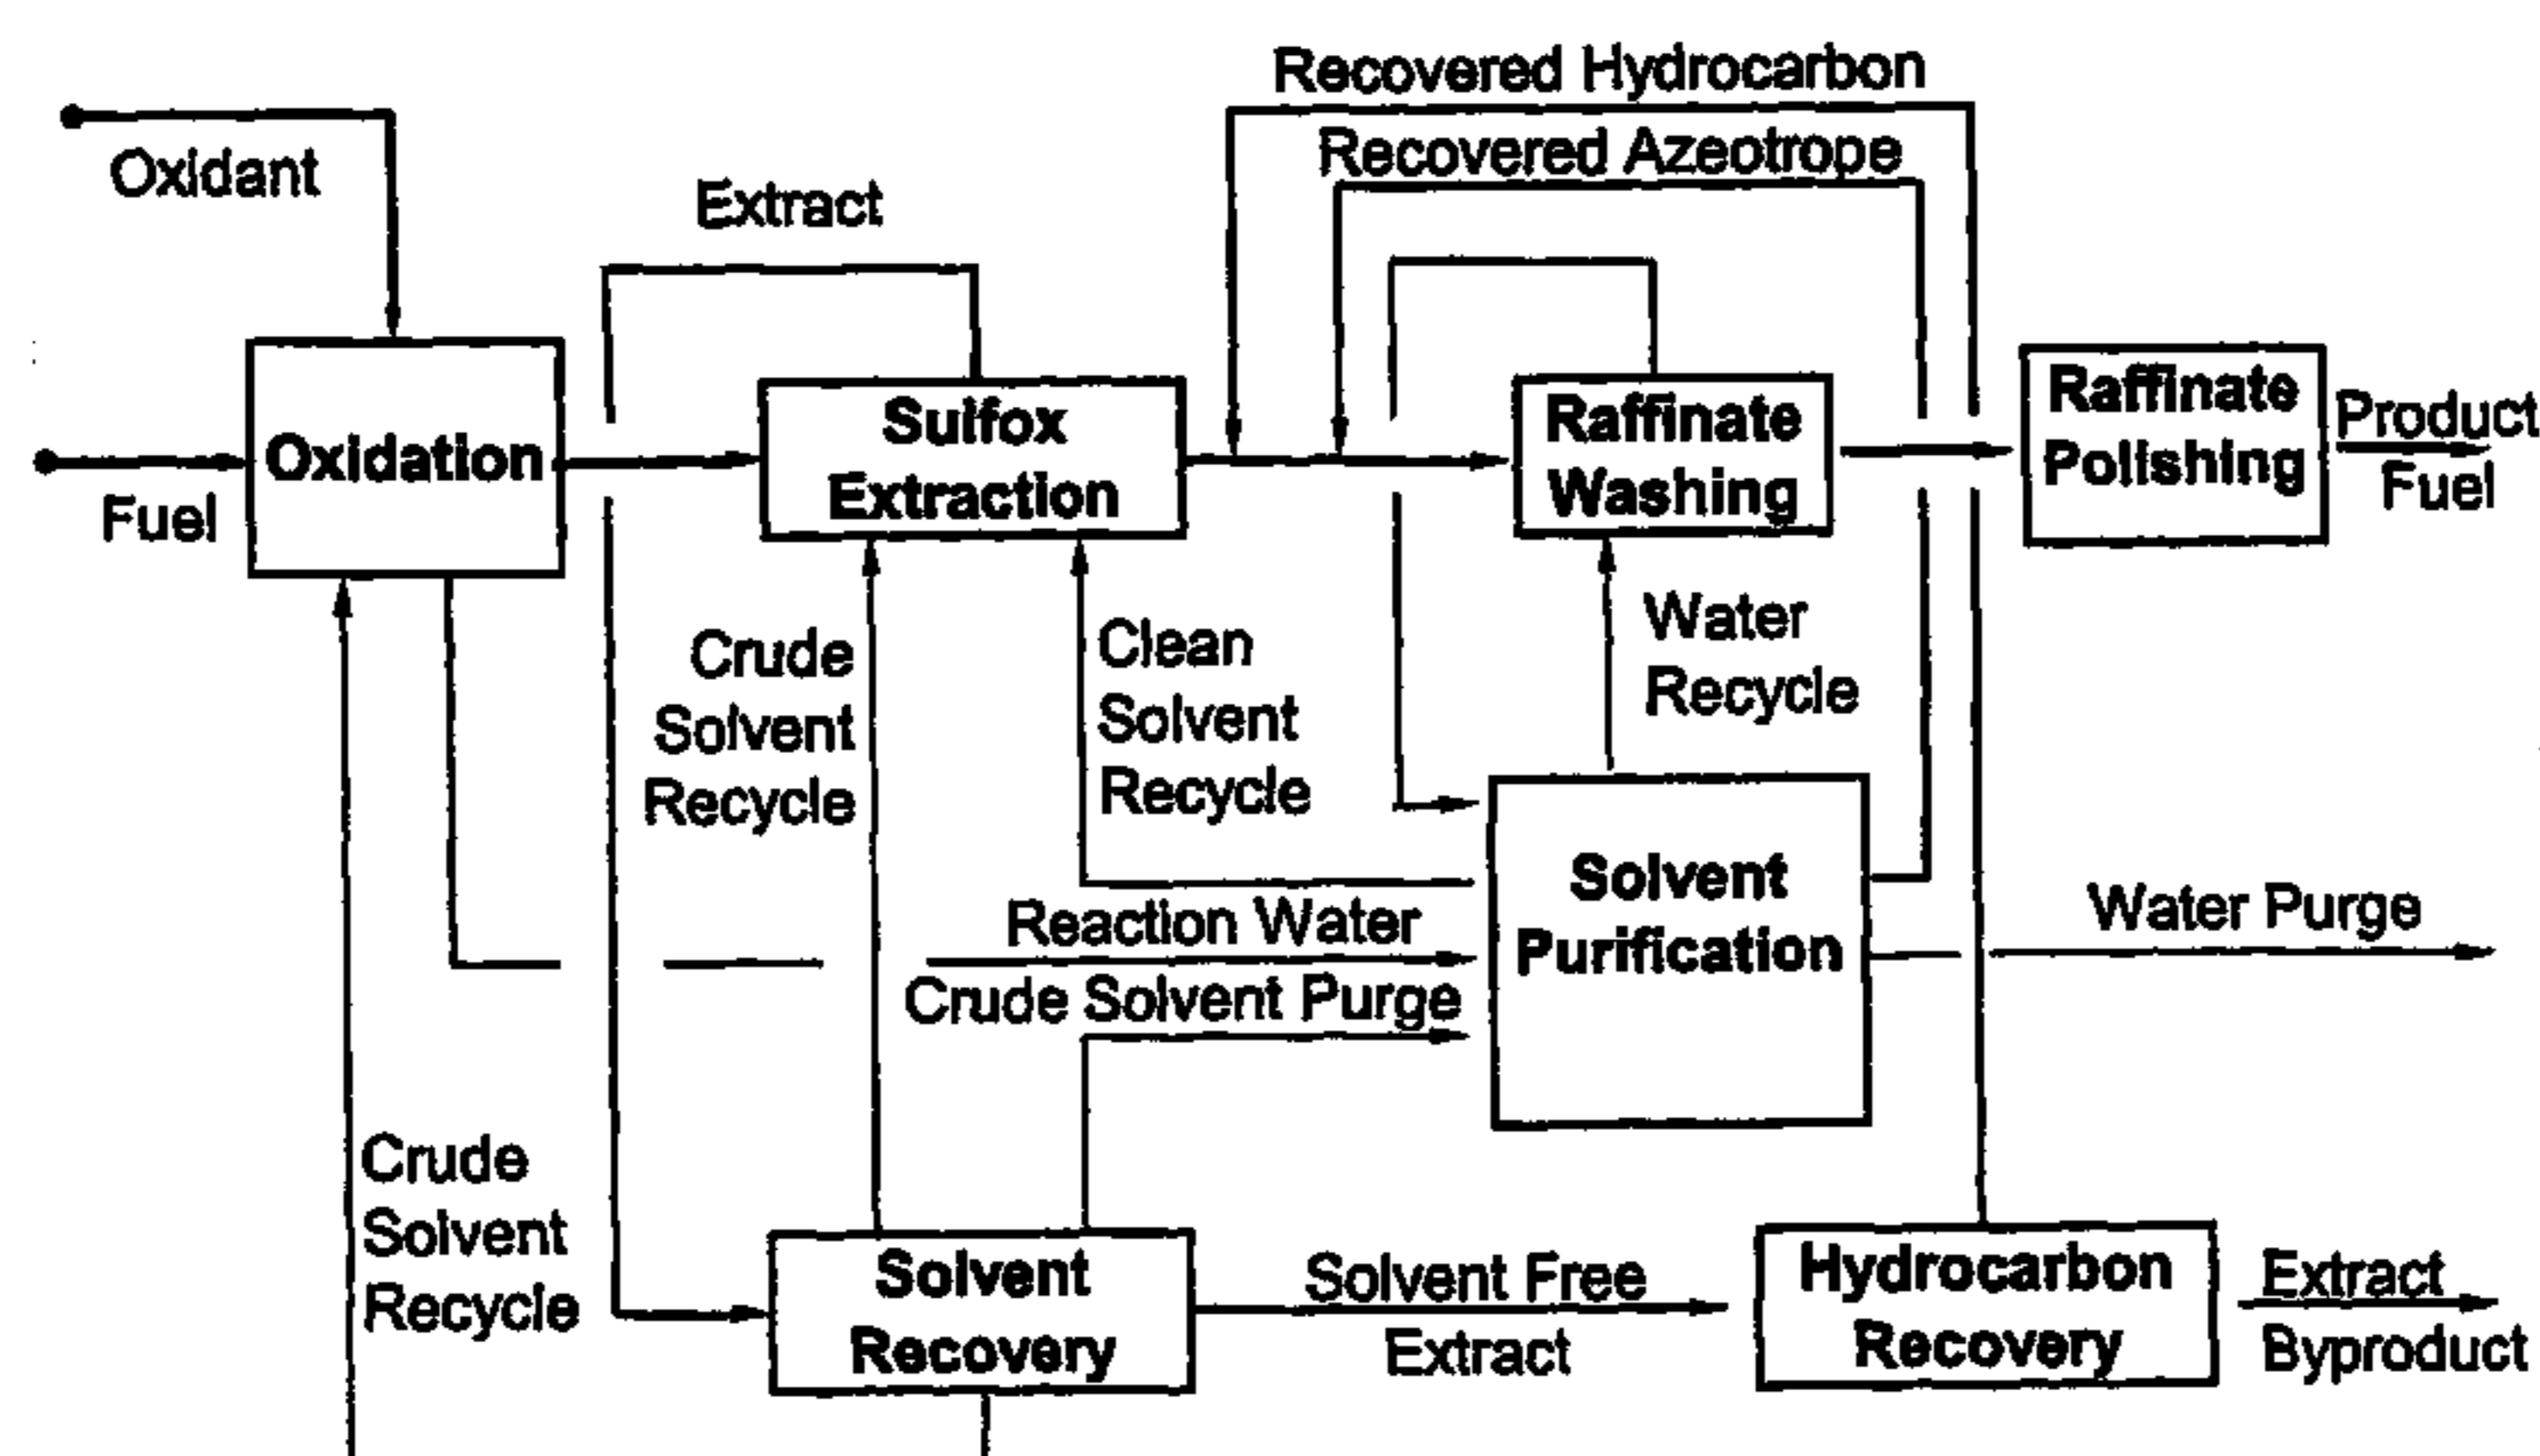 Recovered Hydrocarbon
Recovered Azeotrope
Oxidant
Extract
Fuel
Oxidation
Sulfox
Extraction
Raffinate
Washing
Raffinate
Polishing
Product
Fuel
Crude
Solvent
Recycle
Clean
Solvent
Recycle
Water
Recycle
Solvent
Purification
Reaction Water
Crude Solvent Purge
Water Purge
Crude
Solvent
Recycle
Solvent
Recovery
Solvent Free
Extract
Hydrocarbon
Recovery
Extract
Byproduct